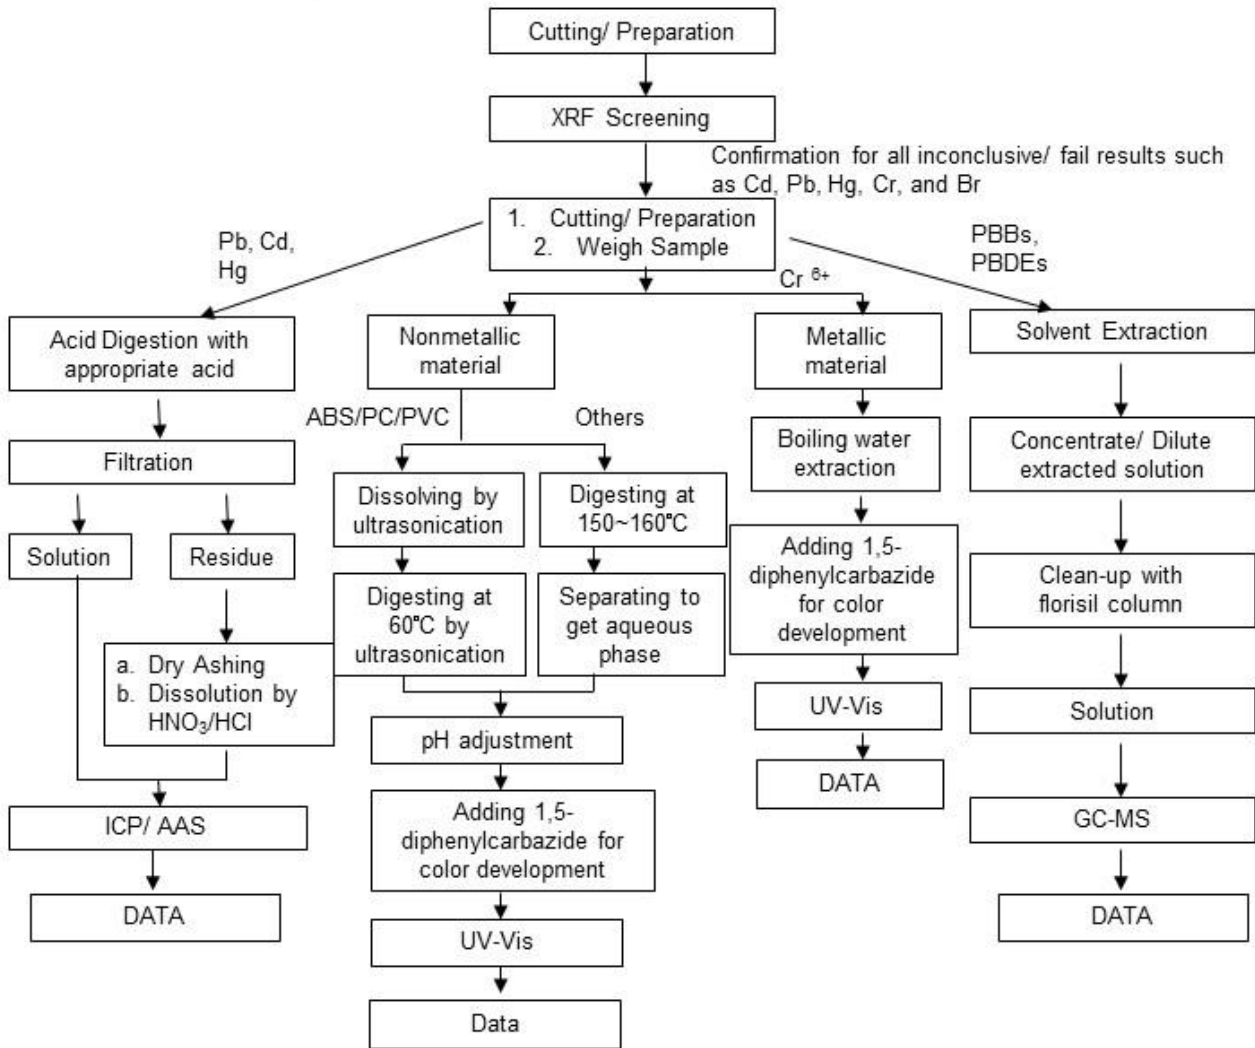 Cutting/ Preparation
XRF Screening
Confirmation for all inconclusive/ fail results such
as Cd, Pb, Hg, Cr, and Br
1. Cutting/ Preparation
2. Weigh Sample
Pb, Cd,
Hg
Cr 6+
PBBs,
PBDEs
Acid Digestion with
appropriate acid
Filtration
Solution
Residue
a. Dry Ashing
b. Dissolution by
HNO₃/HCl
ICP/ AAS
DATA
Nonmetallic
material
ABS/PC/PVC
Others
Dissolving by
ultrasonication
Digesting at
60°C by
ultrasonication
Digesting at
150~160°C
Separating to
get aqueous
phase
pH adjustment
Adding 1,5-
diphenylcarbazide for
color development
UV-Vis
Data
Metallic
material
Boiling water
extraction
Adding 1,5-
diphenylcarbazide
for color
development
UV-Vis
DATA
Solvent Extraction
Concentrate/ Dilute
extracted solution
Clean-up with
florisil column
Solution
GC-MS
DATA